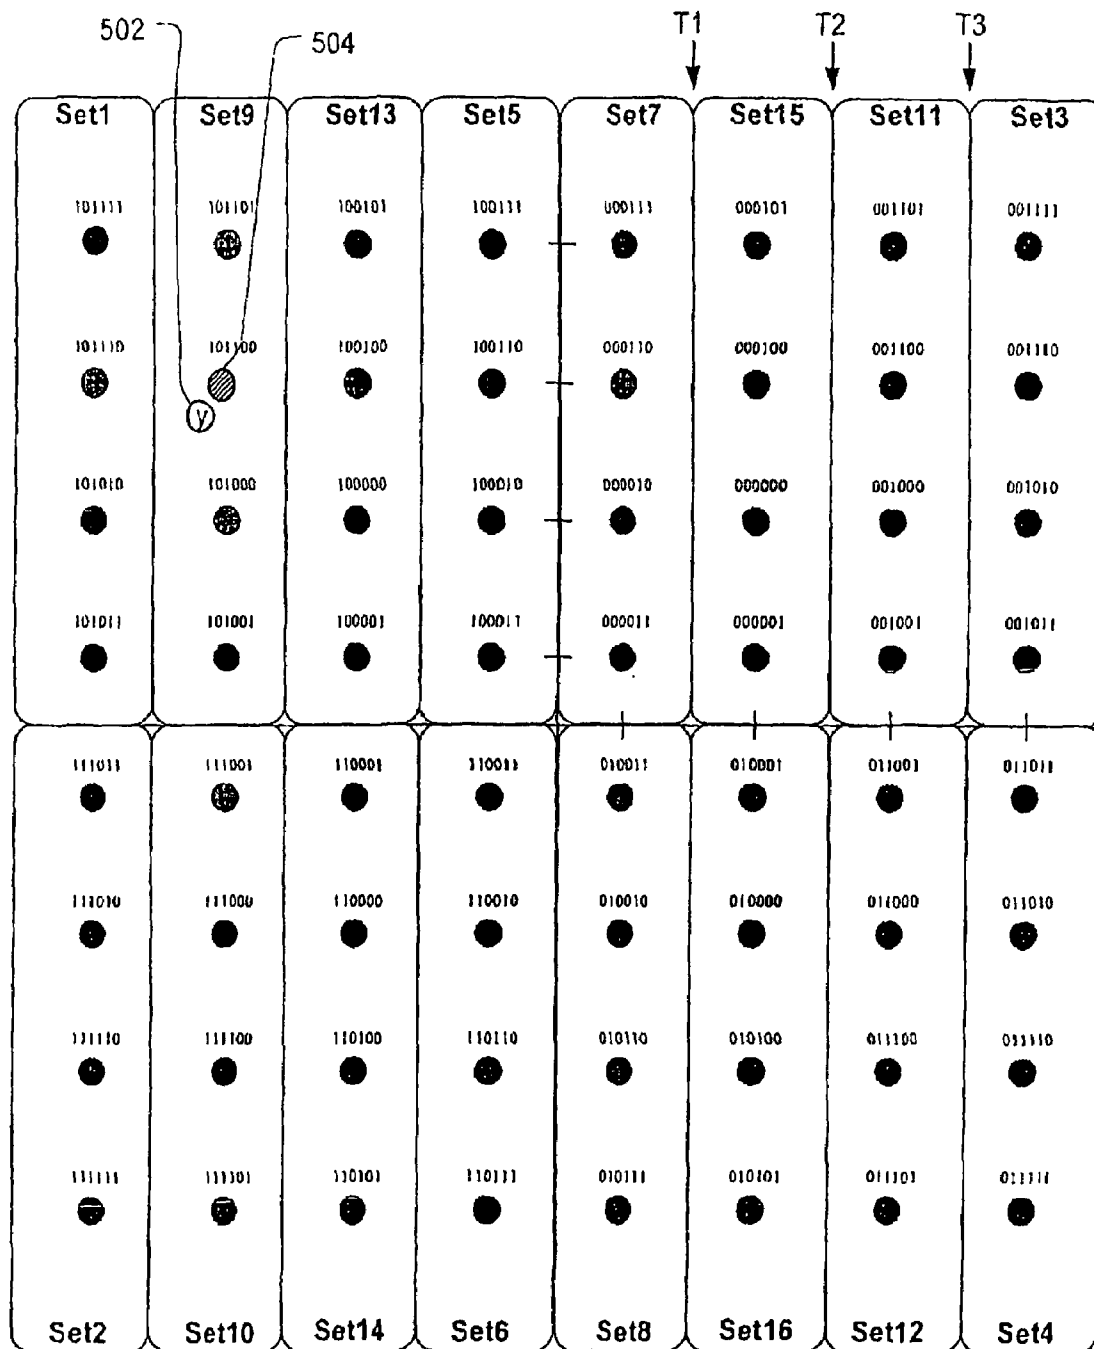 502
504
T1 T2 T3
Set1 Set9 Set13 Set5 Set7 Set15 Set11 Set3
101111 101101 100101 100111 000111 000101 001101 001111
101110 101100 100100 100110 000110 000100 001100 001110
y
101010 101000 100000 100010 000010 000000 001000 001010
101011 101001 100001 100011 000011 000001 001001 001011
111011 111001 110001 110011 010011 010001 011001 011011
111010 111000 110000 110010 010010 010000 011000 011010
111110 111100 110100 110110 010110 010100 011100 011110
111111 111101 110101 110111 010111 010101 011101 011111
Set2 Set10 Set14 Set6 Set8 Set16 Set12 Set4